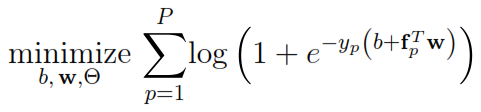 minimize_{b, w, Θ} ∑_{p=1}^{P} log (1 + e^{-y_p(b+f_p^T w)})